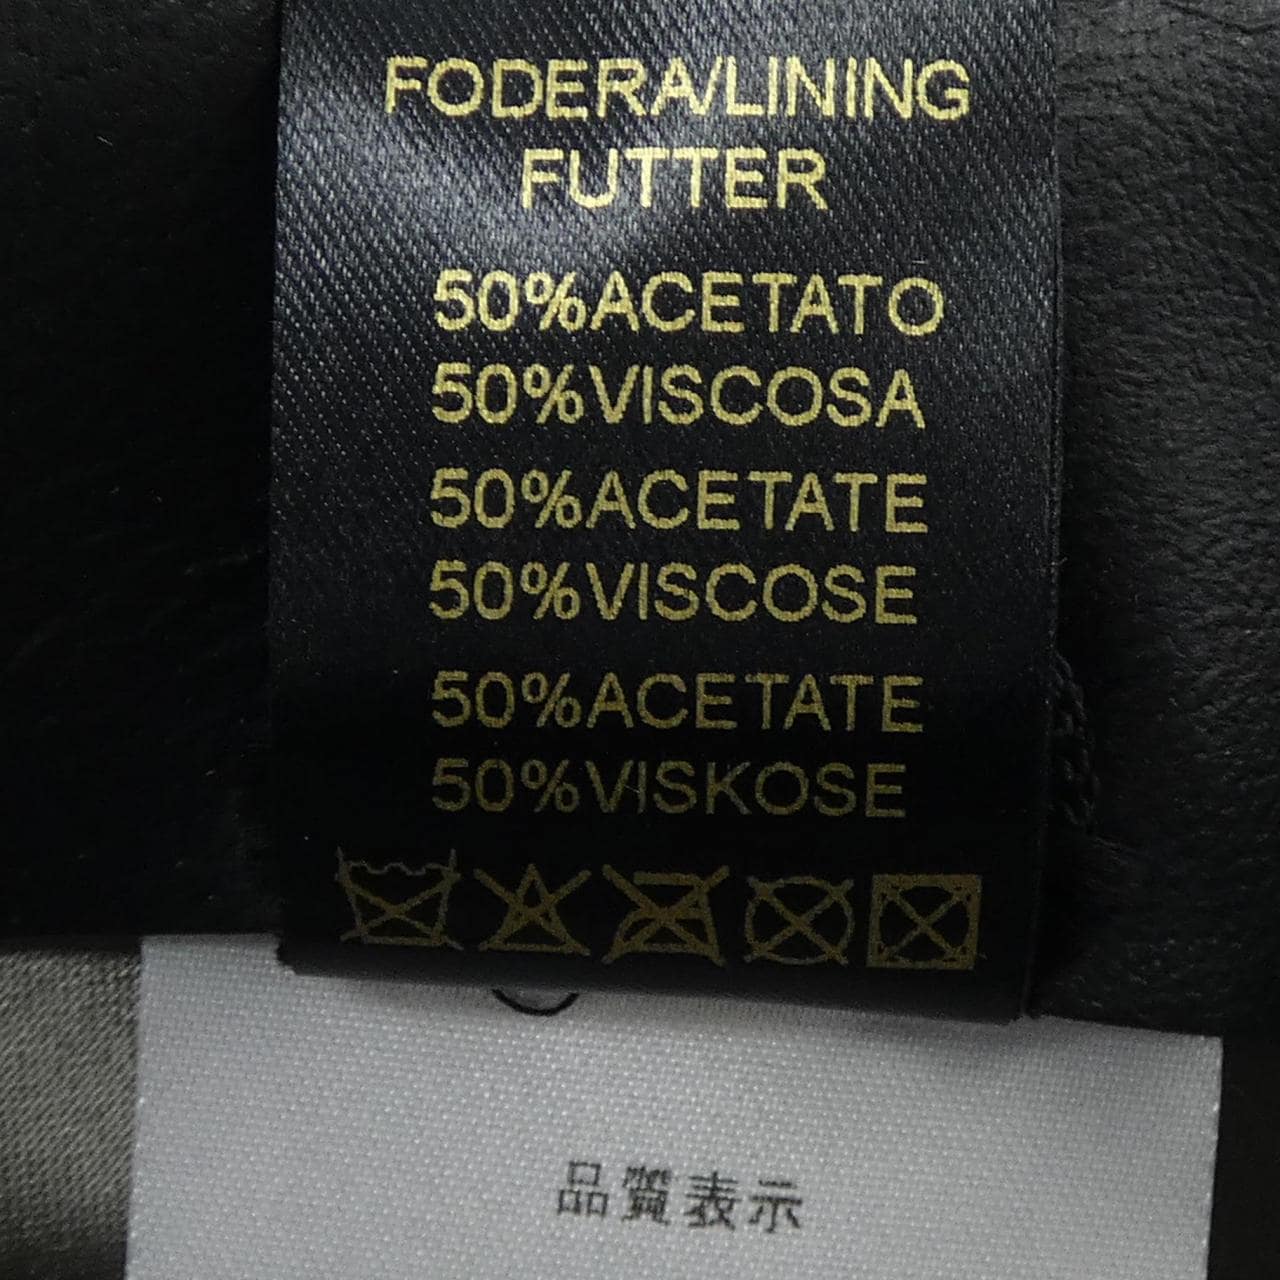 FODERA/LINING
FUTTER
50%ACETATO
50%VISCOSA
50%ACETATE
50%VISCOSE
50%ACETATE
50%VISKOSE
品質表示